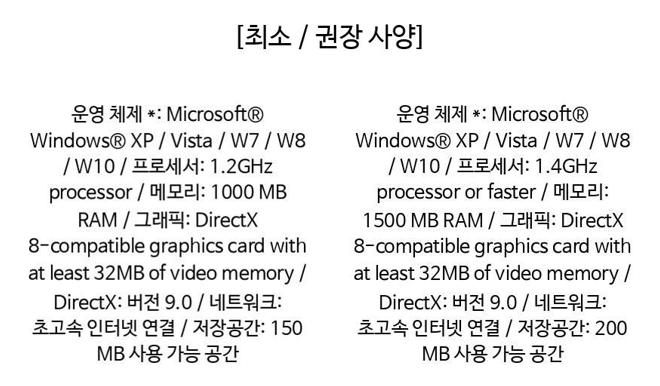 [최소 / 권장 사양]
운영 체제 *: Microsoft®
Windows® XP / Vista / W7 / W8
/ W10 / 프로세서: 1.2GHz
processor / 메모리: 1000 MB
RAM / 그래픽: DirectX
8-compatible graphics card with
at least 32MB of video memory /
DirectX: 버전 9.0 / 네트워크:
초고속 인터넷 연결 / 저장공간: 150
MB 사용 가능 공간
운영 체제 *: Microsoft®
Windows® XP / Vista / W7 / W8
/ W10 / 프로세서: 1.4GHz
processor or faster / 메모리:
1500 MB RAM / 그래픽: DirectX
8-compatible graphics card with
at least 32MB of video memory /
DirectX: 버전 9.0 / 네트워크:
초고속 인터넷 연결 / 저장공간: 200
MB 사용 가능 공간